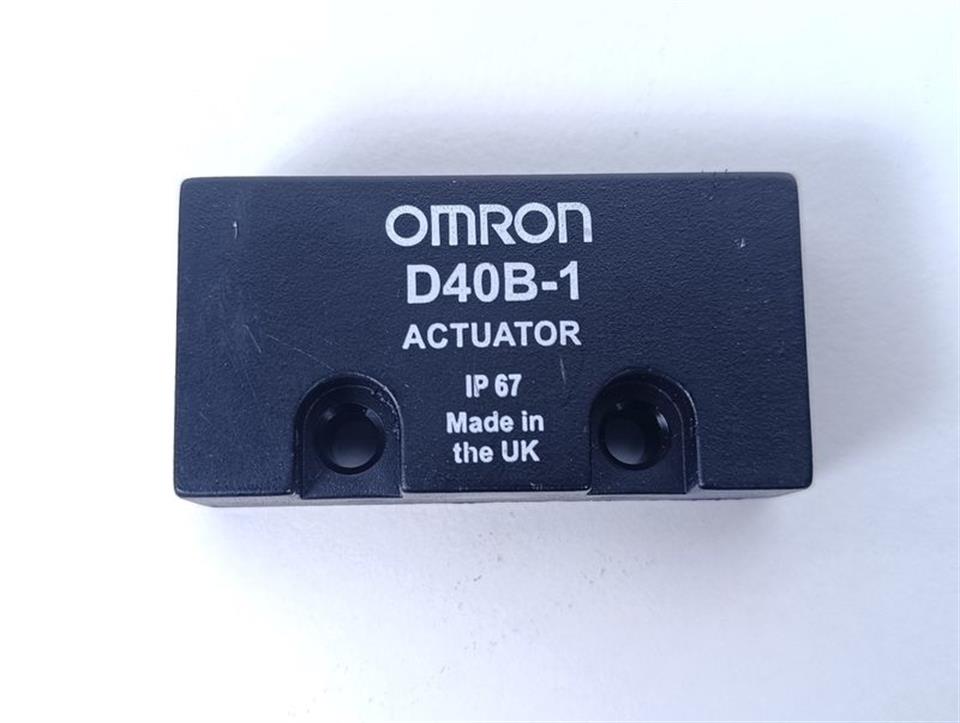 OMRON
D40B-1
ACTUATOR
IP 67
Made in
the UK